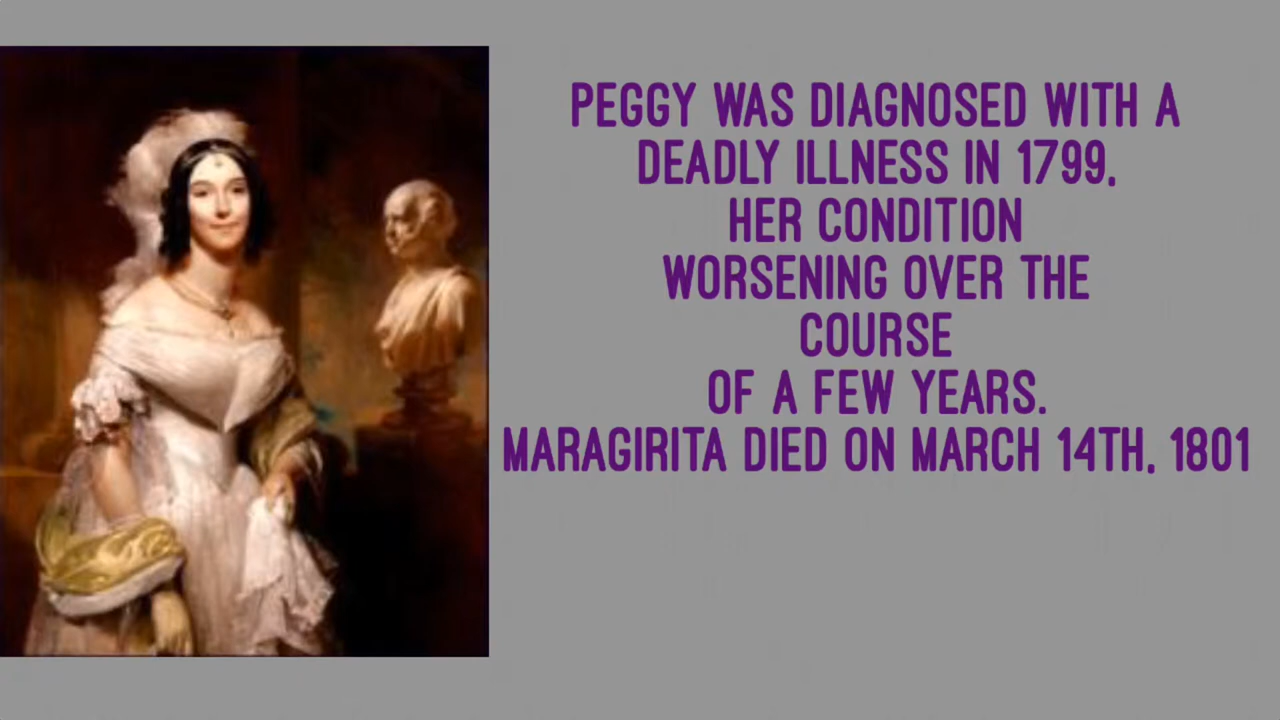 PEGGY WAS DIAGNOSED WITH A
DEADLY ILLNESS IN 1799,
HER CONDITION
WORSENING OVER THE
COURSE
OF A FEW YEARS.
MARAGIRITA DIED ON MARCH 14TH, 1801